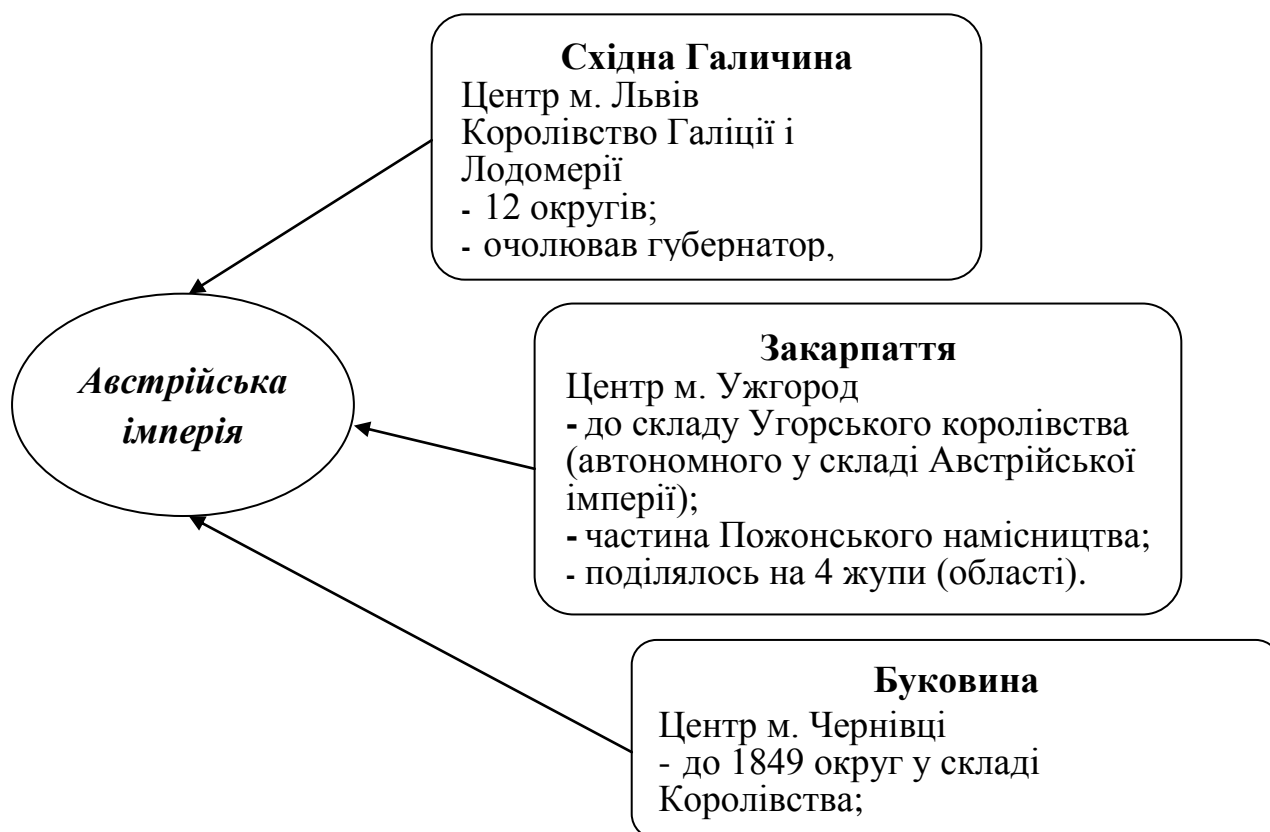 Східна Галичина
Центр м. Львів
Королівство Галіції і
Лодомерії
- 12 округів;
- очолював губернатор,
Австрійська
імперія
Закарпаття
Центр м. Ужгород
- до складу Угорського королівства
(автономного у складі Австрійської
імперії);
- частина Пожонського намісництва;
- поділялось на 4 жупи (області).
Буковина
Центр м. Чернівці
- до 1849 округ у складі
Королівства;